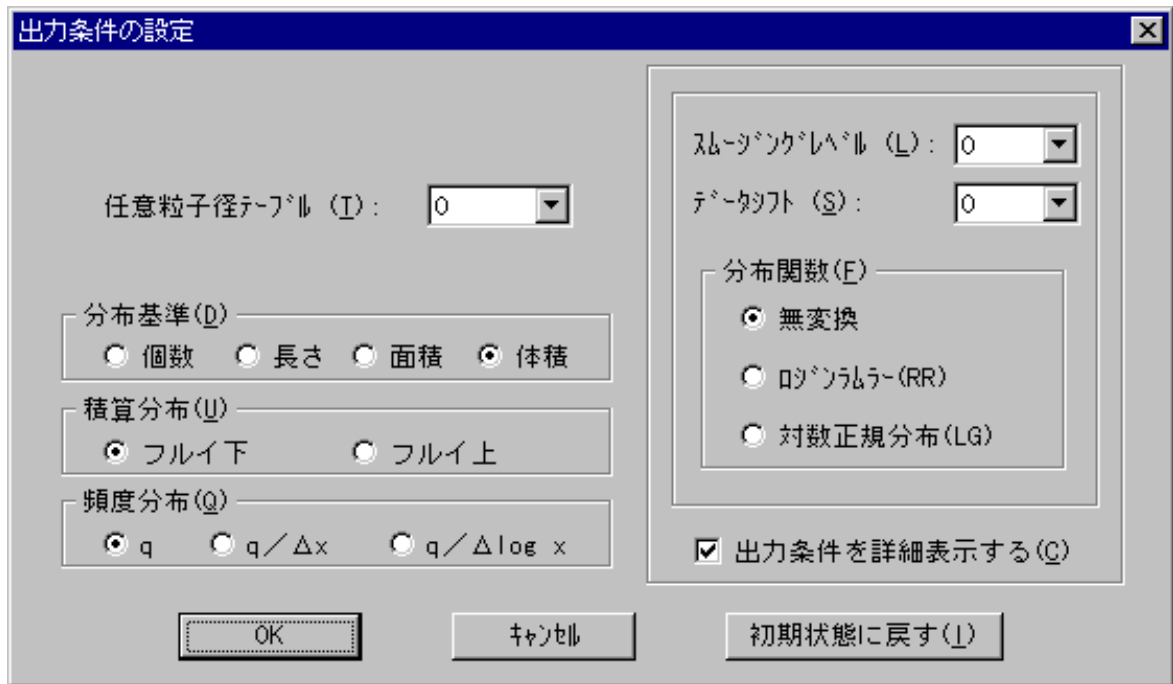 出力条件の設定
任意粒子径ﾃｰﾌﾞﾙ (T) : 0
分布基準(D)
個数 長さ 面積 体積
積算分布(U)
フルイ下 フルイ上
頻度分布(Q)
q q／Δx q／Δlog x
ｽﾑｰｼﾞﾝｸﾞﾚﾍﾞﾙ (L) : 0
ﾃﾞｰﾀｼﾌﾄ (S) : 0
分布関数(F)
無変換
ﾛｼﾞﾝﾗﾑﾗｰ(RR)
対数正規分布(LG)
出力条件を詳細表示する(C)
OK ｷｬﾝｾﾙ 初期状態に戻す(I)